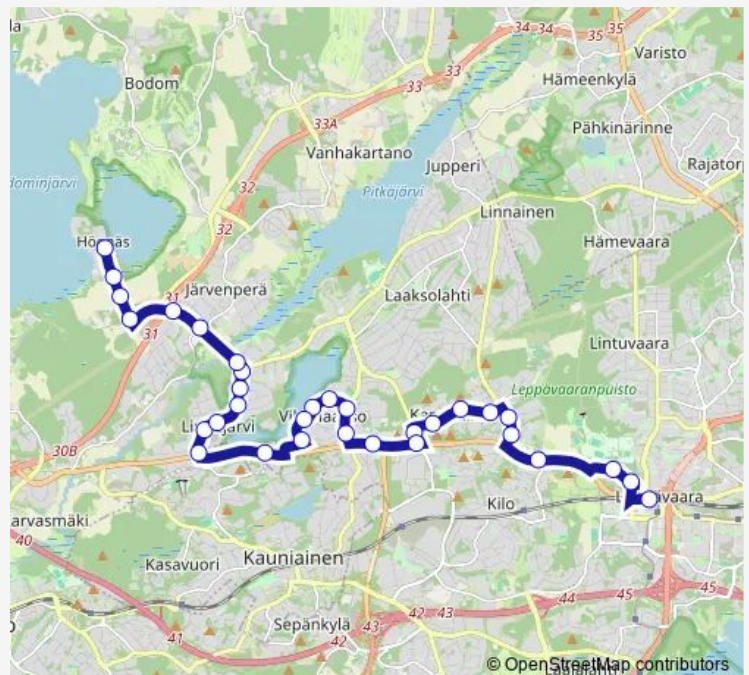 34 34
35 35
Varisto
Bodom
33
Hämeenkylä
33
33A
Pähkinärinne
Vanhakartano
Jupperi
32
Pitkäjärvi
Linnainen
32
Hämevaara
Järvenperä
31
Laaksolahti
31
Lintuvaara
Leppävaaranpuisto
30B
Kilo
40
Kauniainen
Kasavuori
44
45
45
42 43
Sepänkylä
43
42
41
© OpenStreetMap contributors